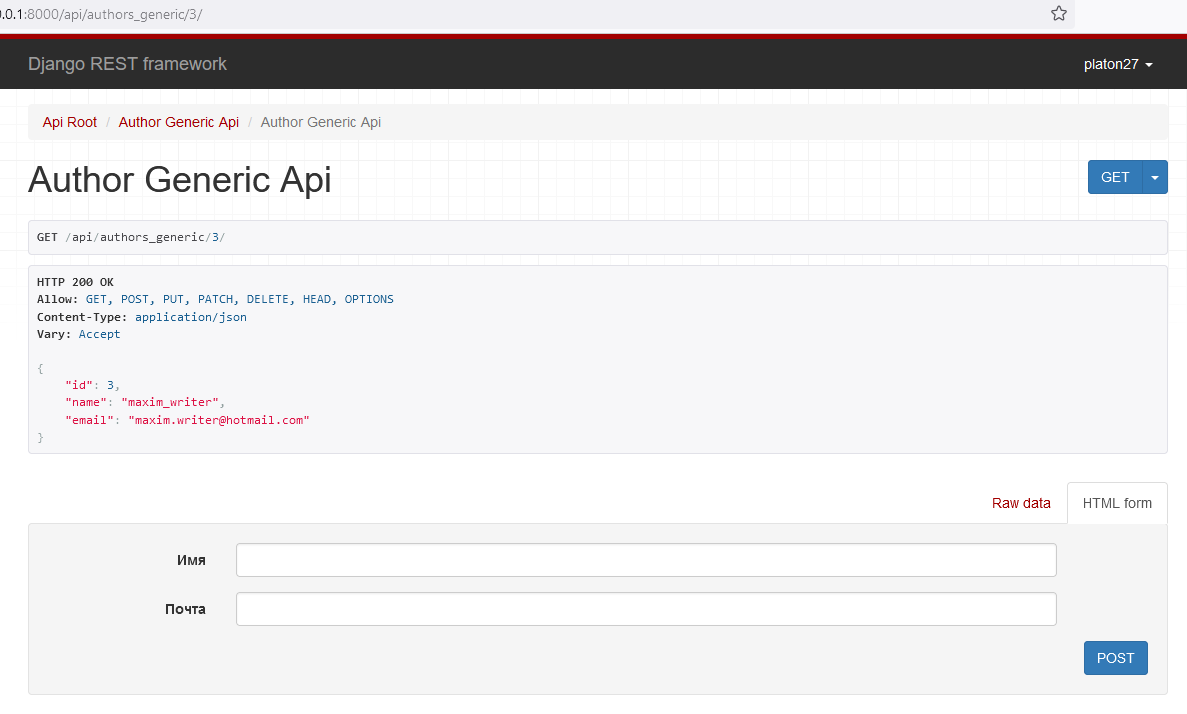 .0.1:8000/api/authors_generic/3/
Django REST framework platon27
Api Root / Author Generic Api / Author Generic Api
Author Generic Api
GET
GET /api/authors_generic/3/
HTTP 200 OK
Allow: GET, POST, PUT, PATCH, DELETE, HEAD, OPTIONS
Content-Type: application/json
Vary: Accept
{
"id": 3,
"name": "maxim_writer",
"email": "maxim.writer@hotmail.com"
}
Raw data HTML form
Имя
Почта
POST